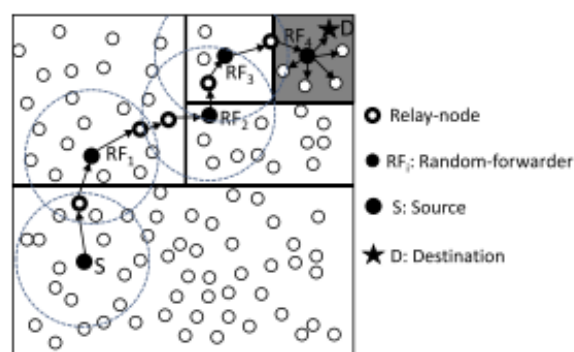 D
RF4
RF3
RF2
RF1
S
Relay-node
RFi: Random-forwarder
S: Source
D: Destination